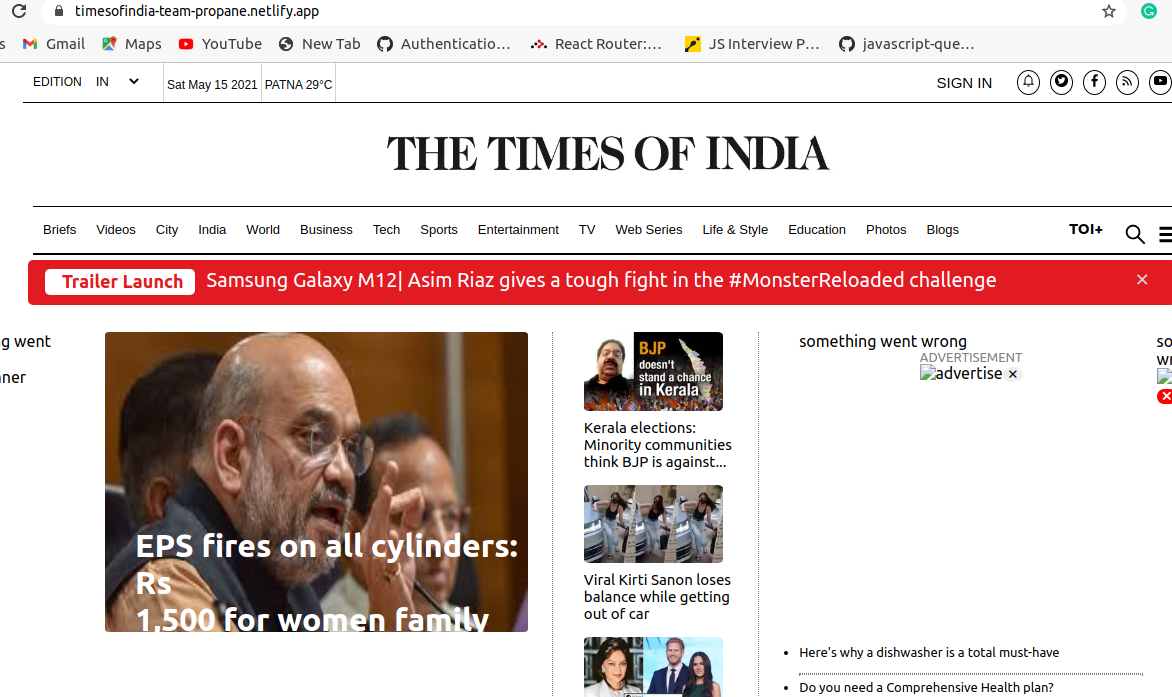 timesofindia-team-propane.netlify.app
s Gmail Maps YouTube New Tab Authenticatio... React Router:... JS Interview P... javascript-que...
EDITION IN Sat May 15 2021 PATNA 29°C SIGN IN
THE TIMES OF INDIA
Briefs Videos City India World Business Tech Sports Entertainment TV Web Series Life & Style Education Photos Blogs TOI+
Trailer Launch Samsung Galaxy M12| Asim Riaz gives a tough fight in the #MonsterReloaded challenge ×
g went
ner
EPS fires on all cylinders:
Rs
1,500 for women family
BJP
doesn't
stand a chance
in Kerala
Kerala elections:
Minority communities
think BJP is against...
Viral Kirti Sanon loses
balance while getting
out of car
something went wrong
ADVERTISEMENT
advertise ×
so
wr
Here's why a dishwasher is a total must-have
Do you need a Comprehensive Health plan?